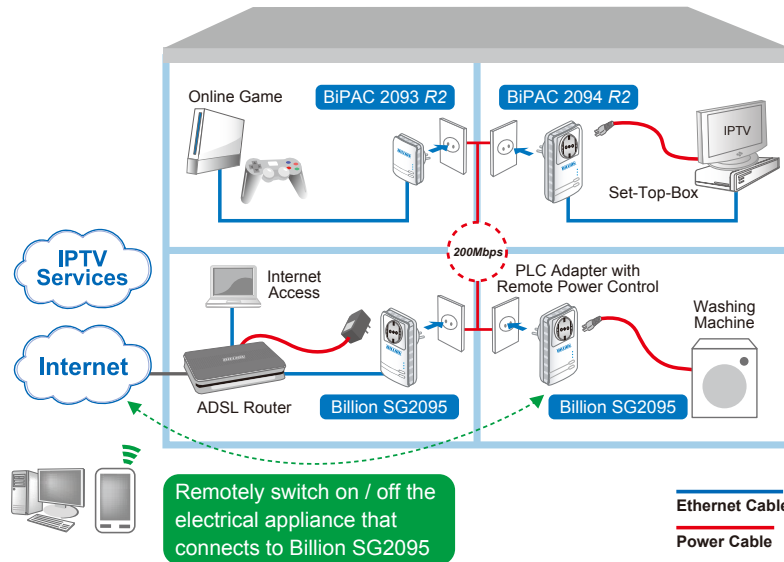 Online Game
BiPAC 2093 R2
BiPAC 2094 R2
IPTV
Set-Top-Box
200Mbps
IPTV
Services
Internet
Access
PLC Adapter with
Remote Power Control
Washing
Machine
Internet
BILLION
ADSL Router
Billion SG2095
Billion SG2095
Remotely switch on / off the
electrical appliance that
connects to Billion SG2095
Ethernet Cable
Power Cable